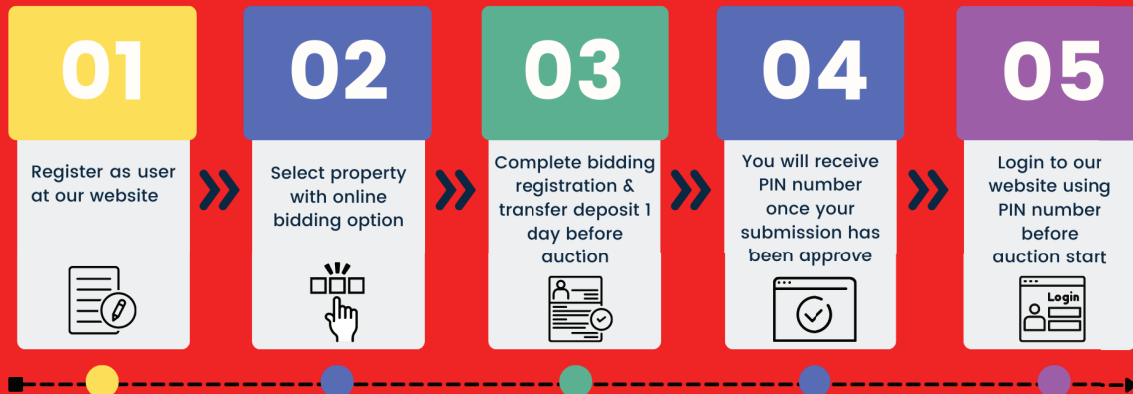 01
Register as user
at our website
02
Select property
with online
bidding option
03
Complete bidding
registration &
transfer deposit 1
day before
auction
04
You will receive
PIN number
once your
submission has
been approve
05
Login to our
website using
PIN number
before
auction start
Login